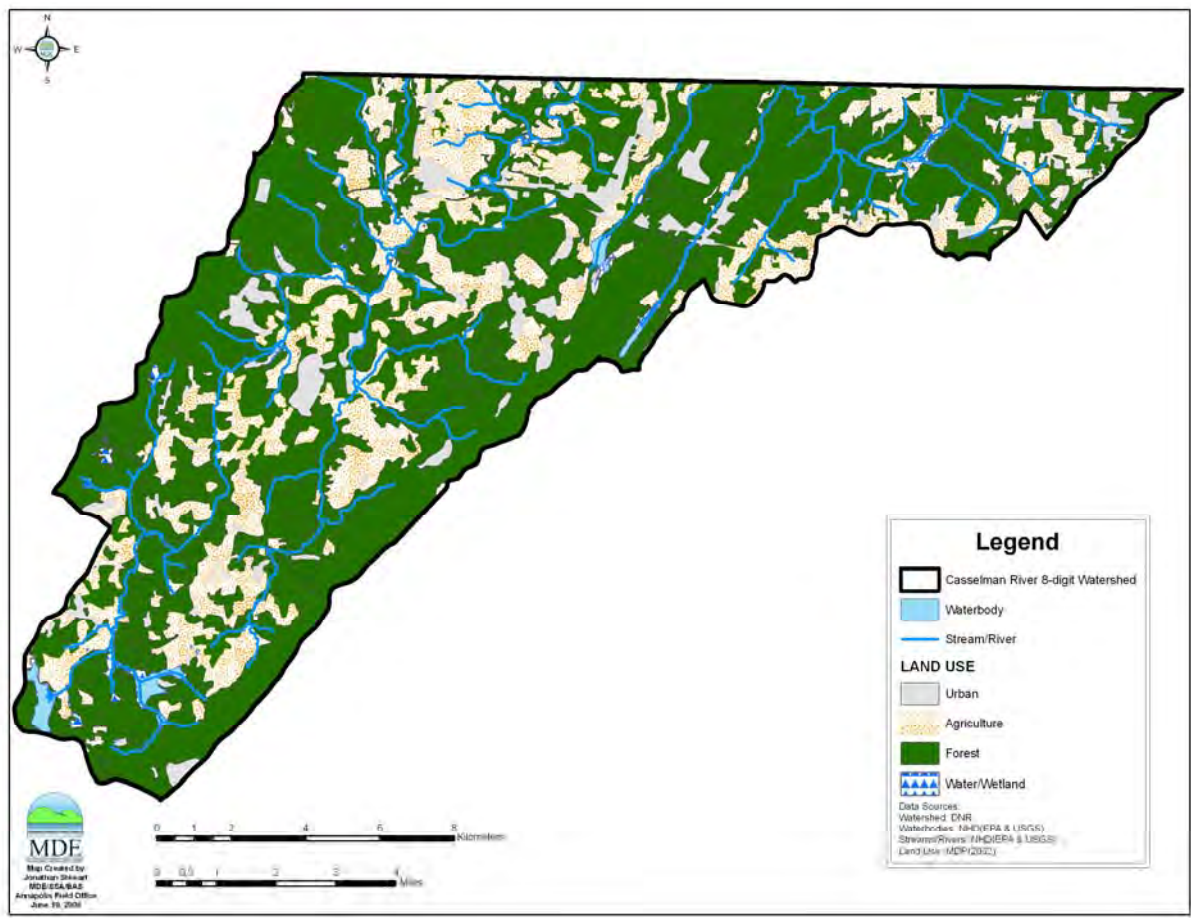 N
W E
S
Legend
Casselman River 8-digit Watershed
Waterbody
Stream/River
LAND USE
Urban
Agriculture
Forest
Water/Wetland
Data Sources:
Watershed: DNR
Waterbodies: NHD(EPA & USGS)
Streams/Rivers: NHD(EPA & USGS)
Land Use: MDP(2002)
MDE
Map Created by
Jonathan Stewart
MDE/SSA/BAS
Annapolis Field Office
0 1 2 4 6 8
Kilometers
0 0.5 1 2 3 4
Miles